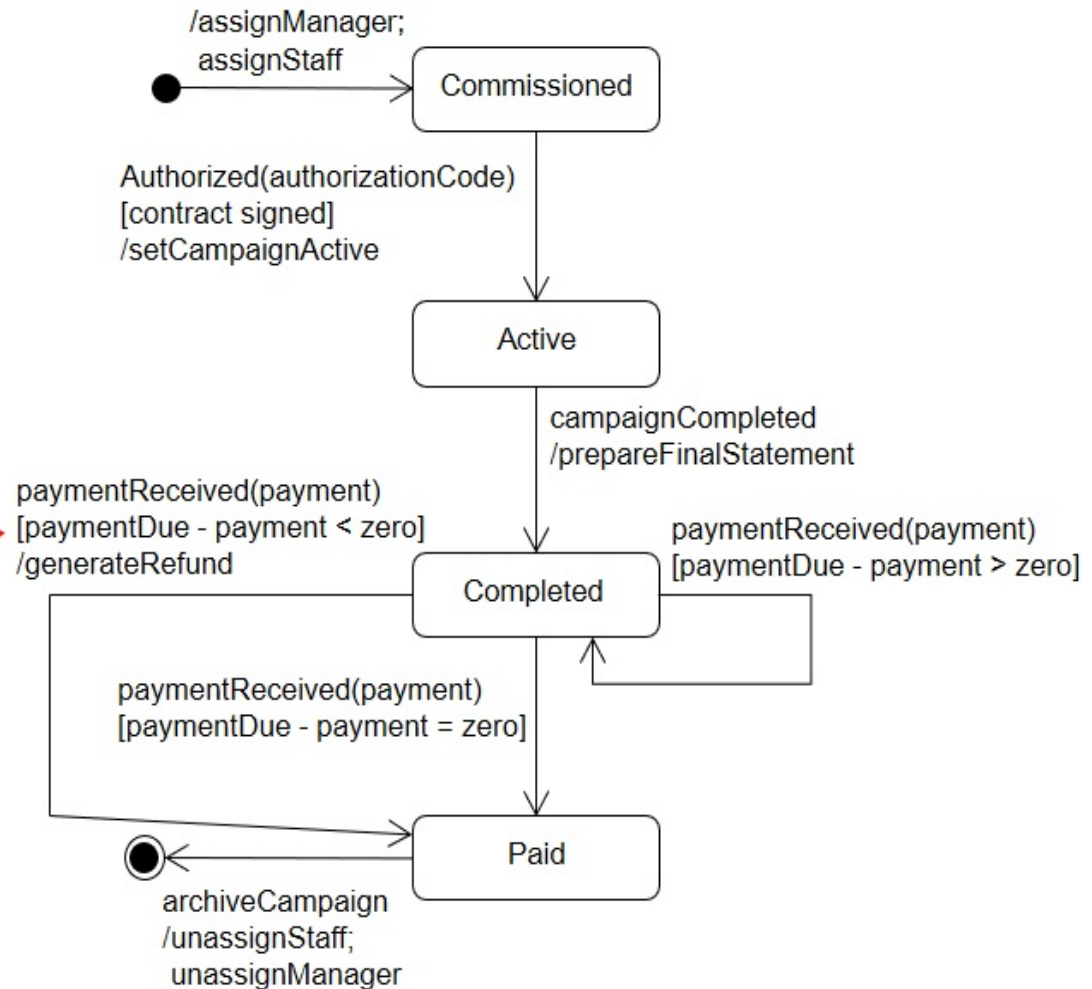 /assignManager;
assignStaff
Commissioned
Authorized(authorizationCode)
[contract signed]
/setCampaignActive
Active
campaignCompleted
/prepareFinalStatement
paymentReceived(payment)
[paymentDue - payment < zero]
/generateRefund
paymentReceived(payment)
[paymentDue - payment > zero]
Completed
paymentReceived(payment)
[paymentDue - payment = zero]
Paid
archiveCampaign
/unassignStaff;
unassignManager